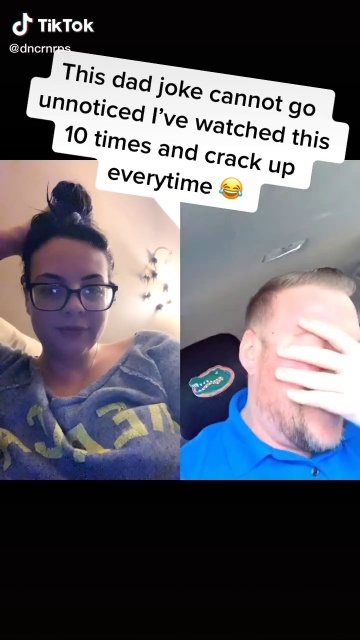 TikTok
@dncrnrps
This dad joke cannot go
unnoticed I've watched this
10 times and crack up
everytime 😂